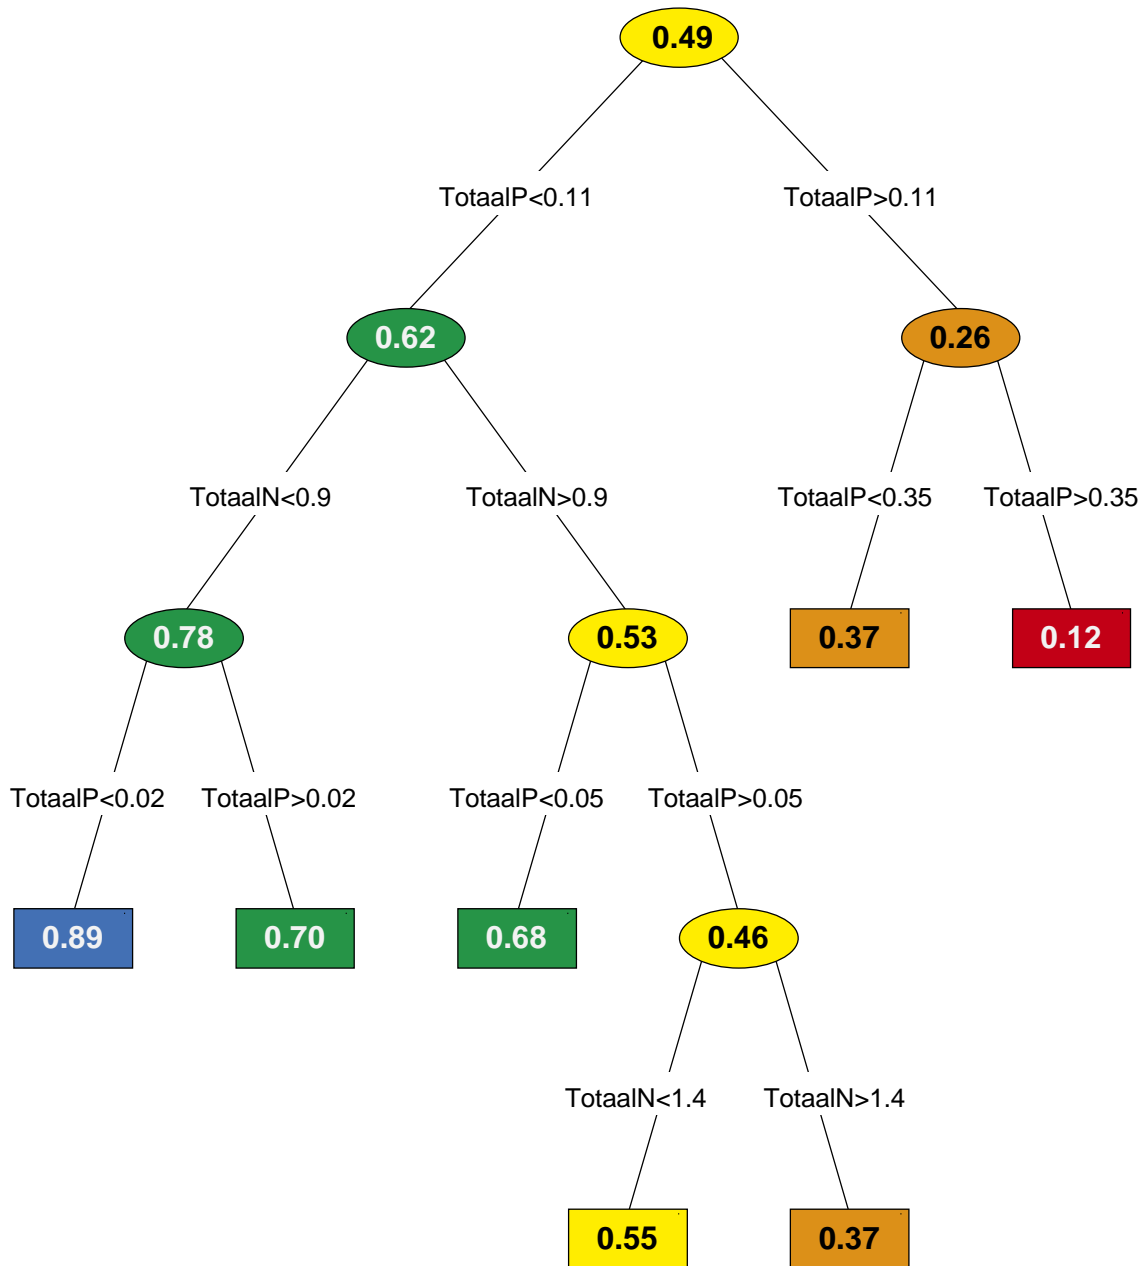 0.49
TotaalP<0.11 TotaalP>0.11
0.62 0.26
TotaalN<0.9 TotaalN>0.9 TotaalP<0.35 TotaalP>0.35
0.78 0.53 0.37 0.12
TotaalP<0.02 TotaalP>0.02 TotaalP<0.05 TotaalP>0.05
0.89 0.70 0.68 0.46
TotaalN<1.4 TotaalN>1.4
0.55 0.37